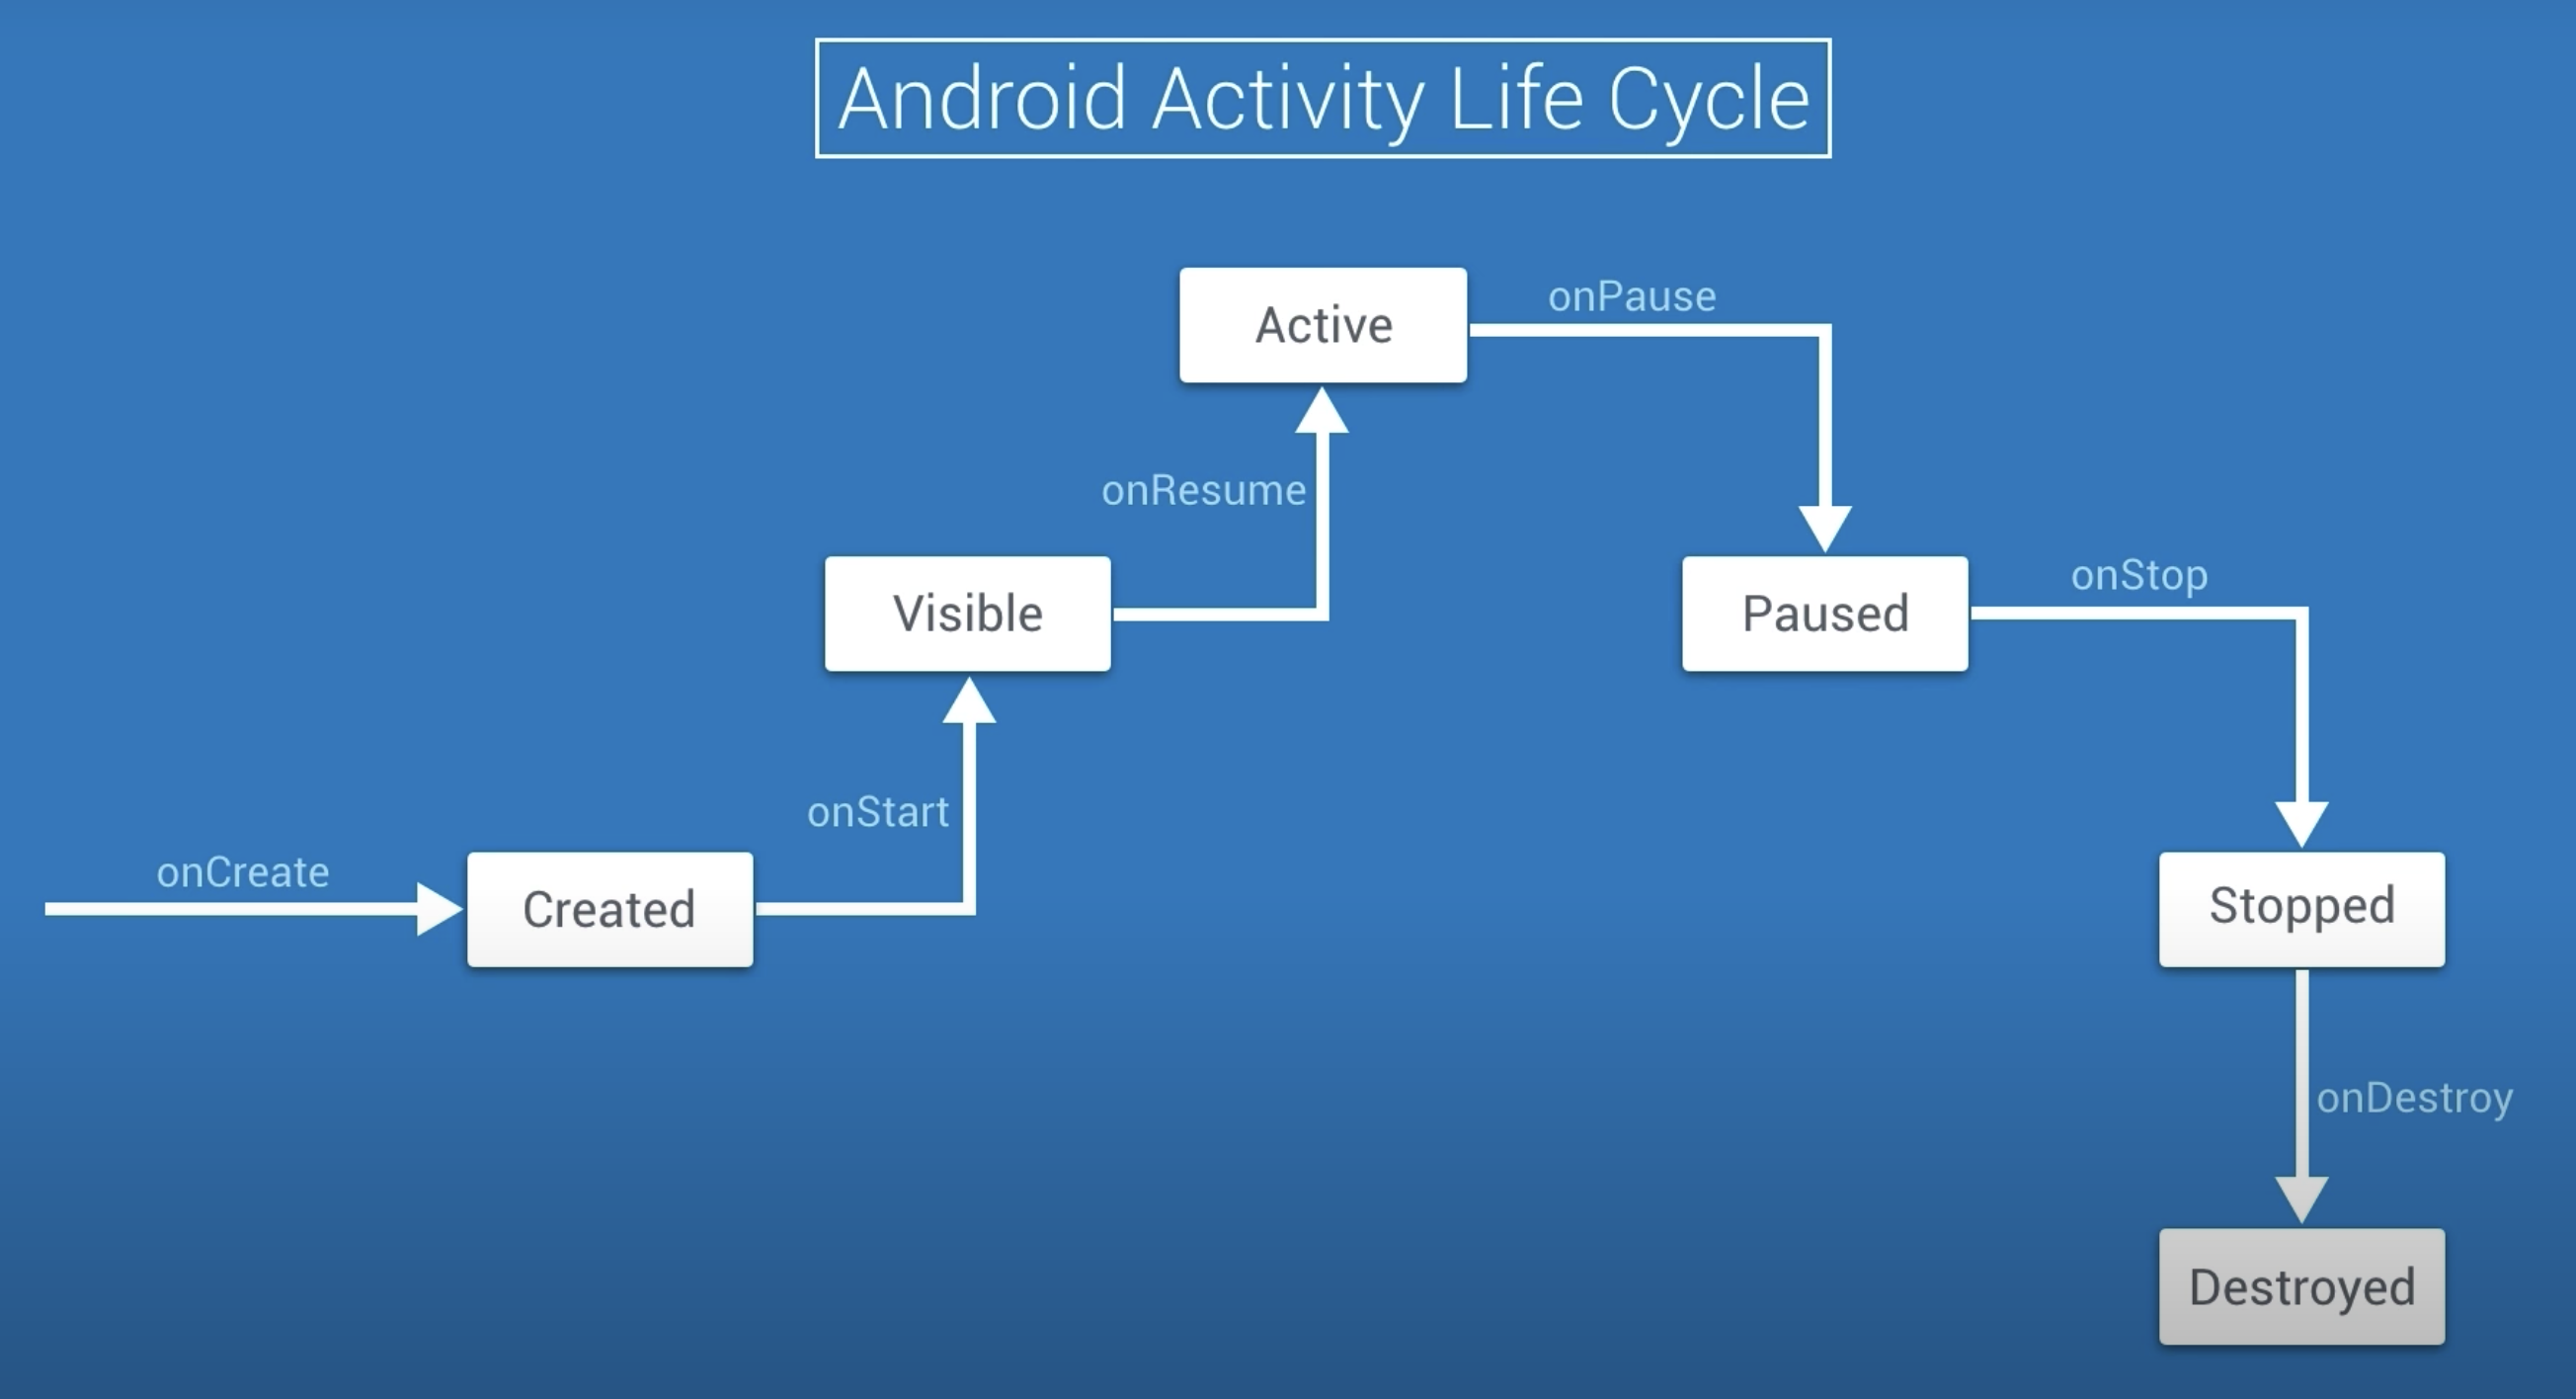 Android Activity Life Cycle
Active
onPause
onResume
Visible
Paused
onStop
onStart
onCreate
Created
Stopped
onDestroy
Destroyed